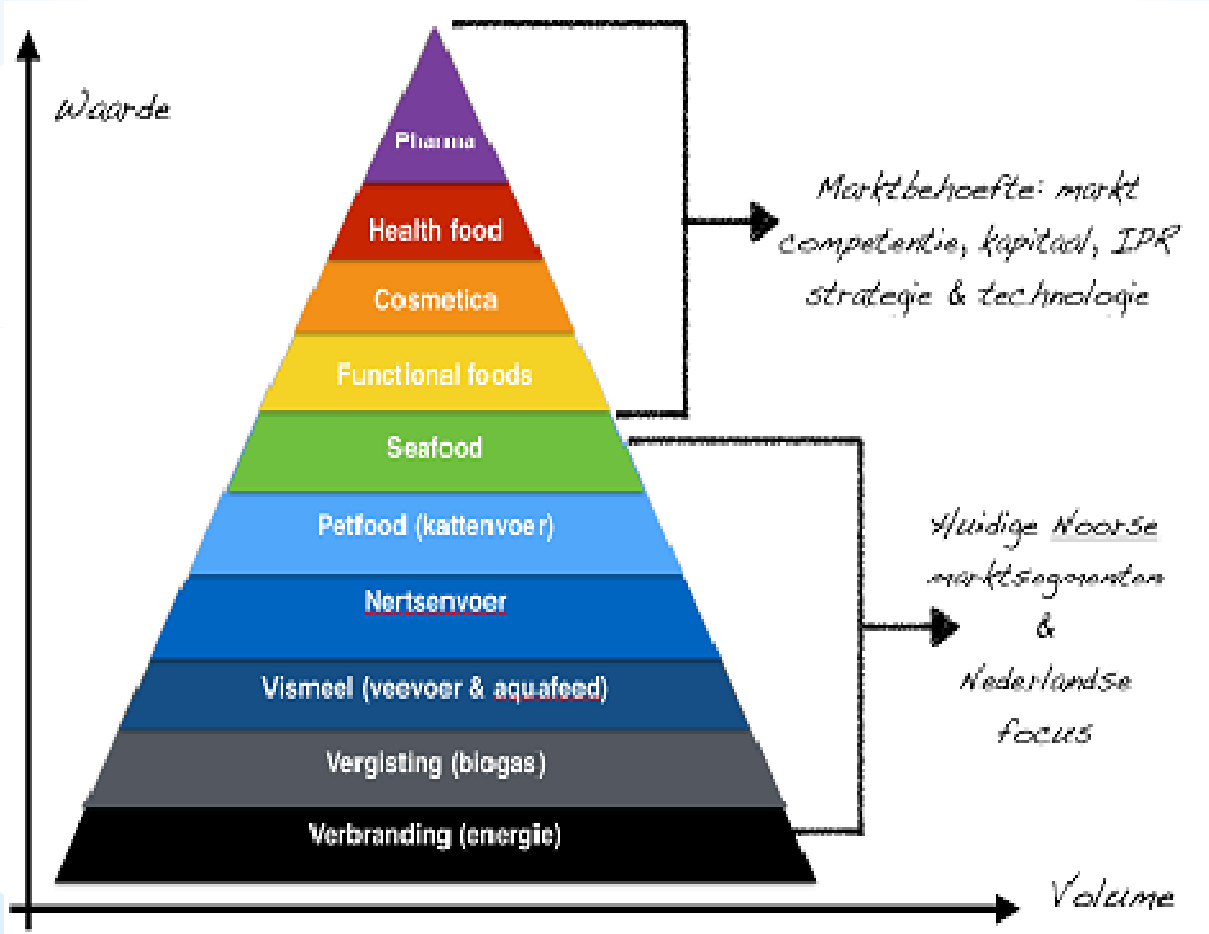 Waarde
Pharma
Health food
Cosmetica
Functional foods
Seafood
Petfood (kattenvoer)
Nertsenvoer
Vismeel (veevoer & aquafeed)
Vergisting (biogas)
Verbranding (energie)
Marktbehoefte: markt
competentie, kapitaal, IPR
strategie & technologie
Huidige Noorse
marktsegmenten
&
Nederlandse
focus
Volume